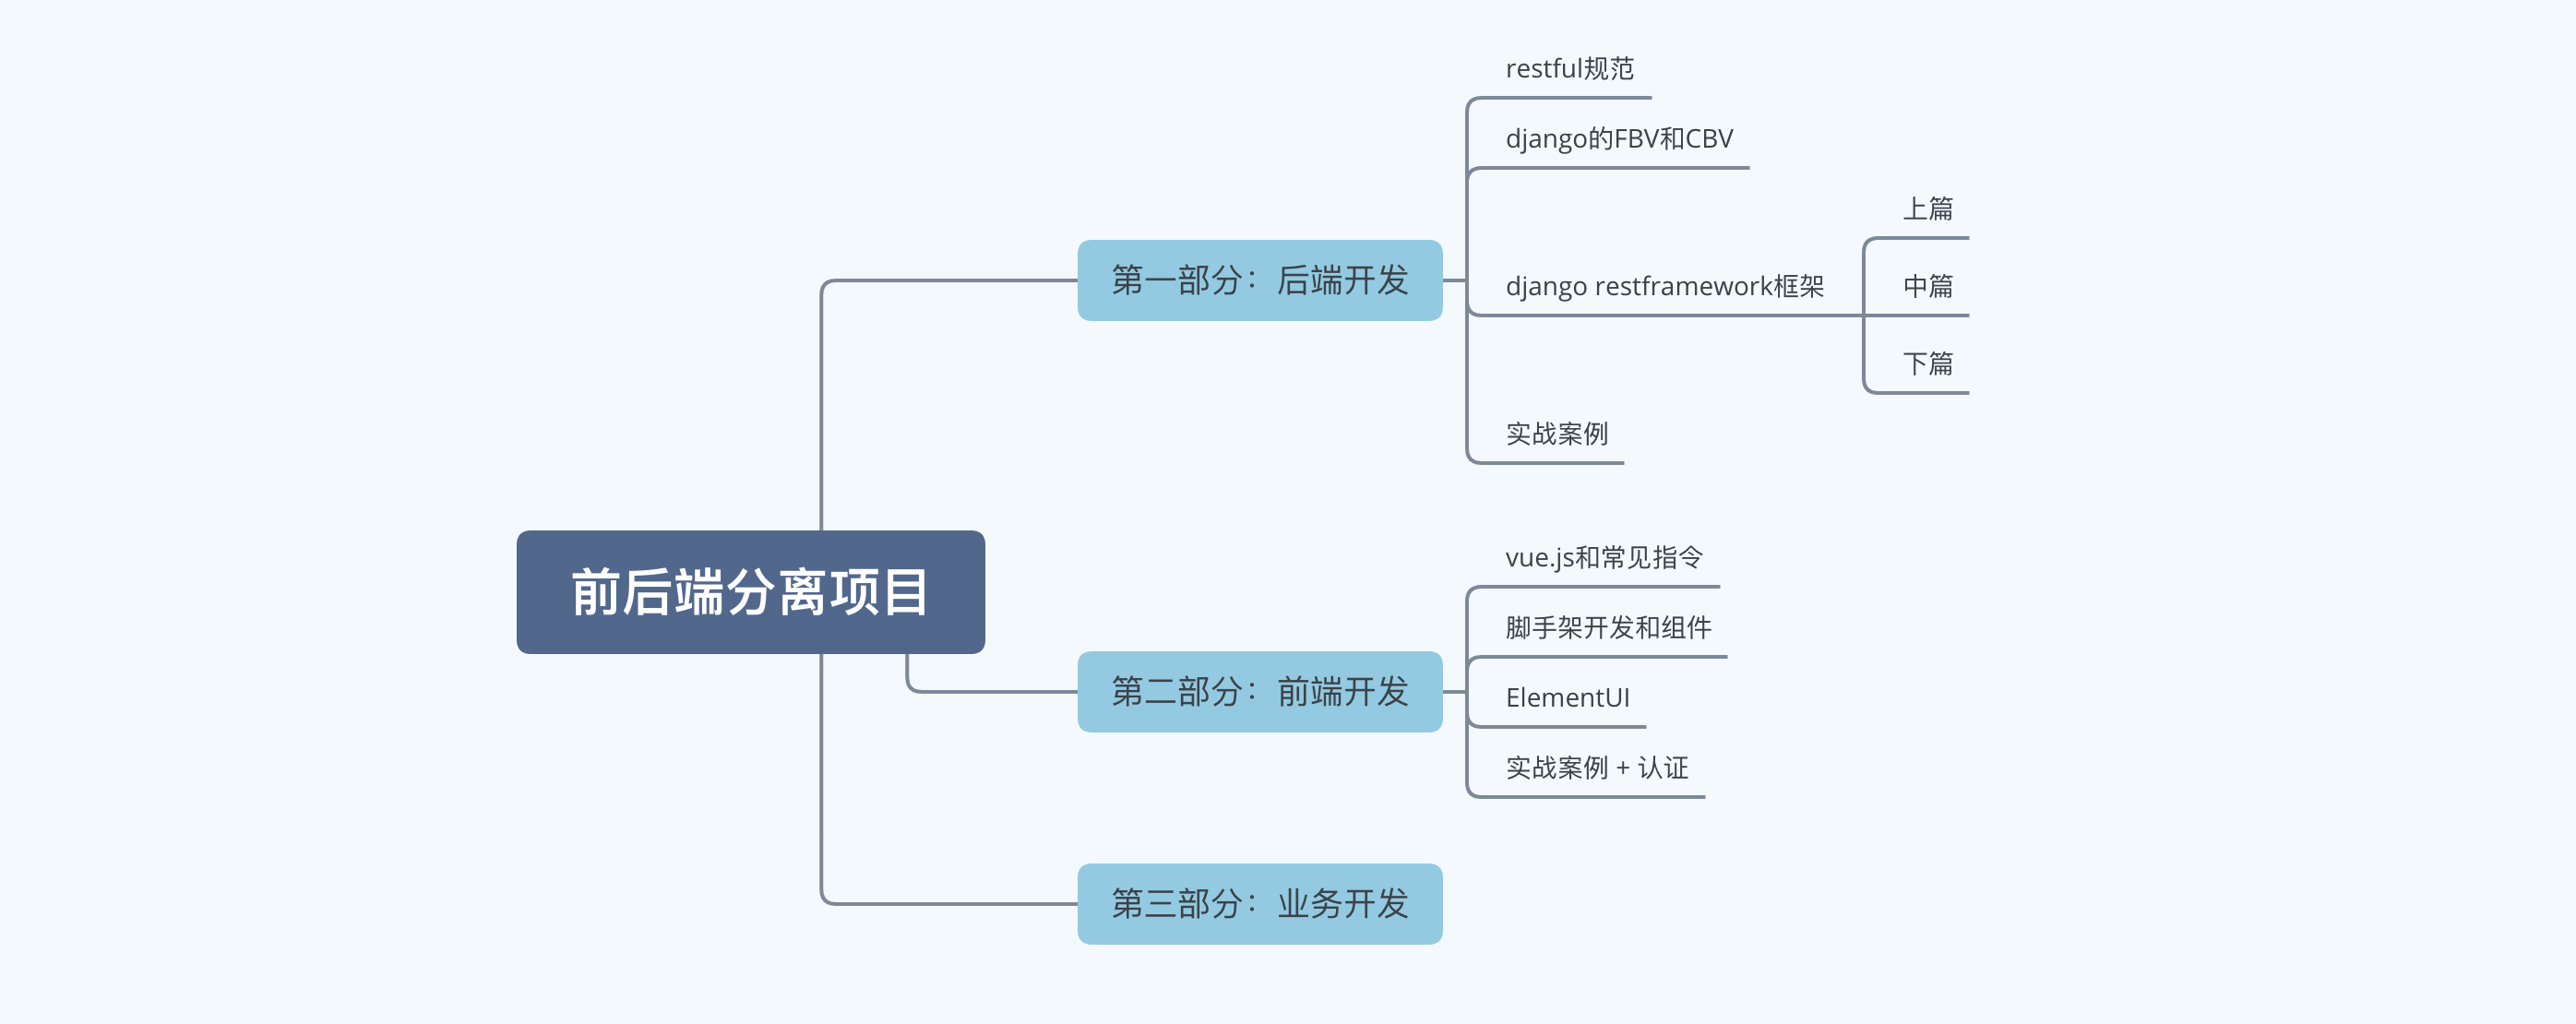 前后端分离项目
第一部分：后端开发
restful规范
django的FBV和CBV
django restframework框架
上篇
中篇
下篇
实战案例
第二部分：前端开发
vue.js和常见指令
脚手架开发和组件
ElementUI
实战案例 + 认证
第三部分：业务开发